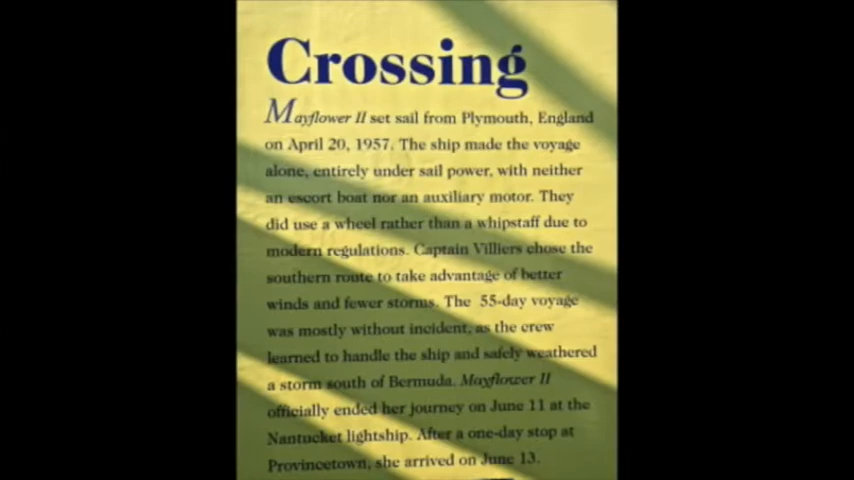 Crossing
Mayflower II set sail from Plymouth, England
on April 20, 1957. The ship made the voyage
alone, entirely under sail power, with neither
an escort boat nor an auxiliary motor. They
did use a wheel rather than a whipstaff due to
modern regulations. Captain Villiers chose the
southern route to take advantage of better
winds and fewer storms. The 55-day voyage
was mostly without incident, as the crew
learned to handle the ship and safely weathered
a storm south of Bermuda. Mayflower II
officially ended her journey on June 11 at the
Nantucket lightship. After a one-day stop at
Provincetown, she arrived on June 13.